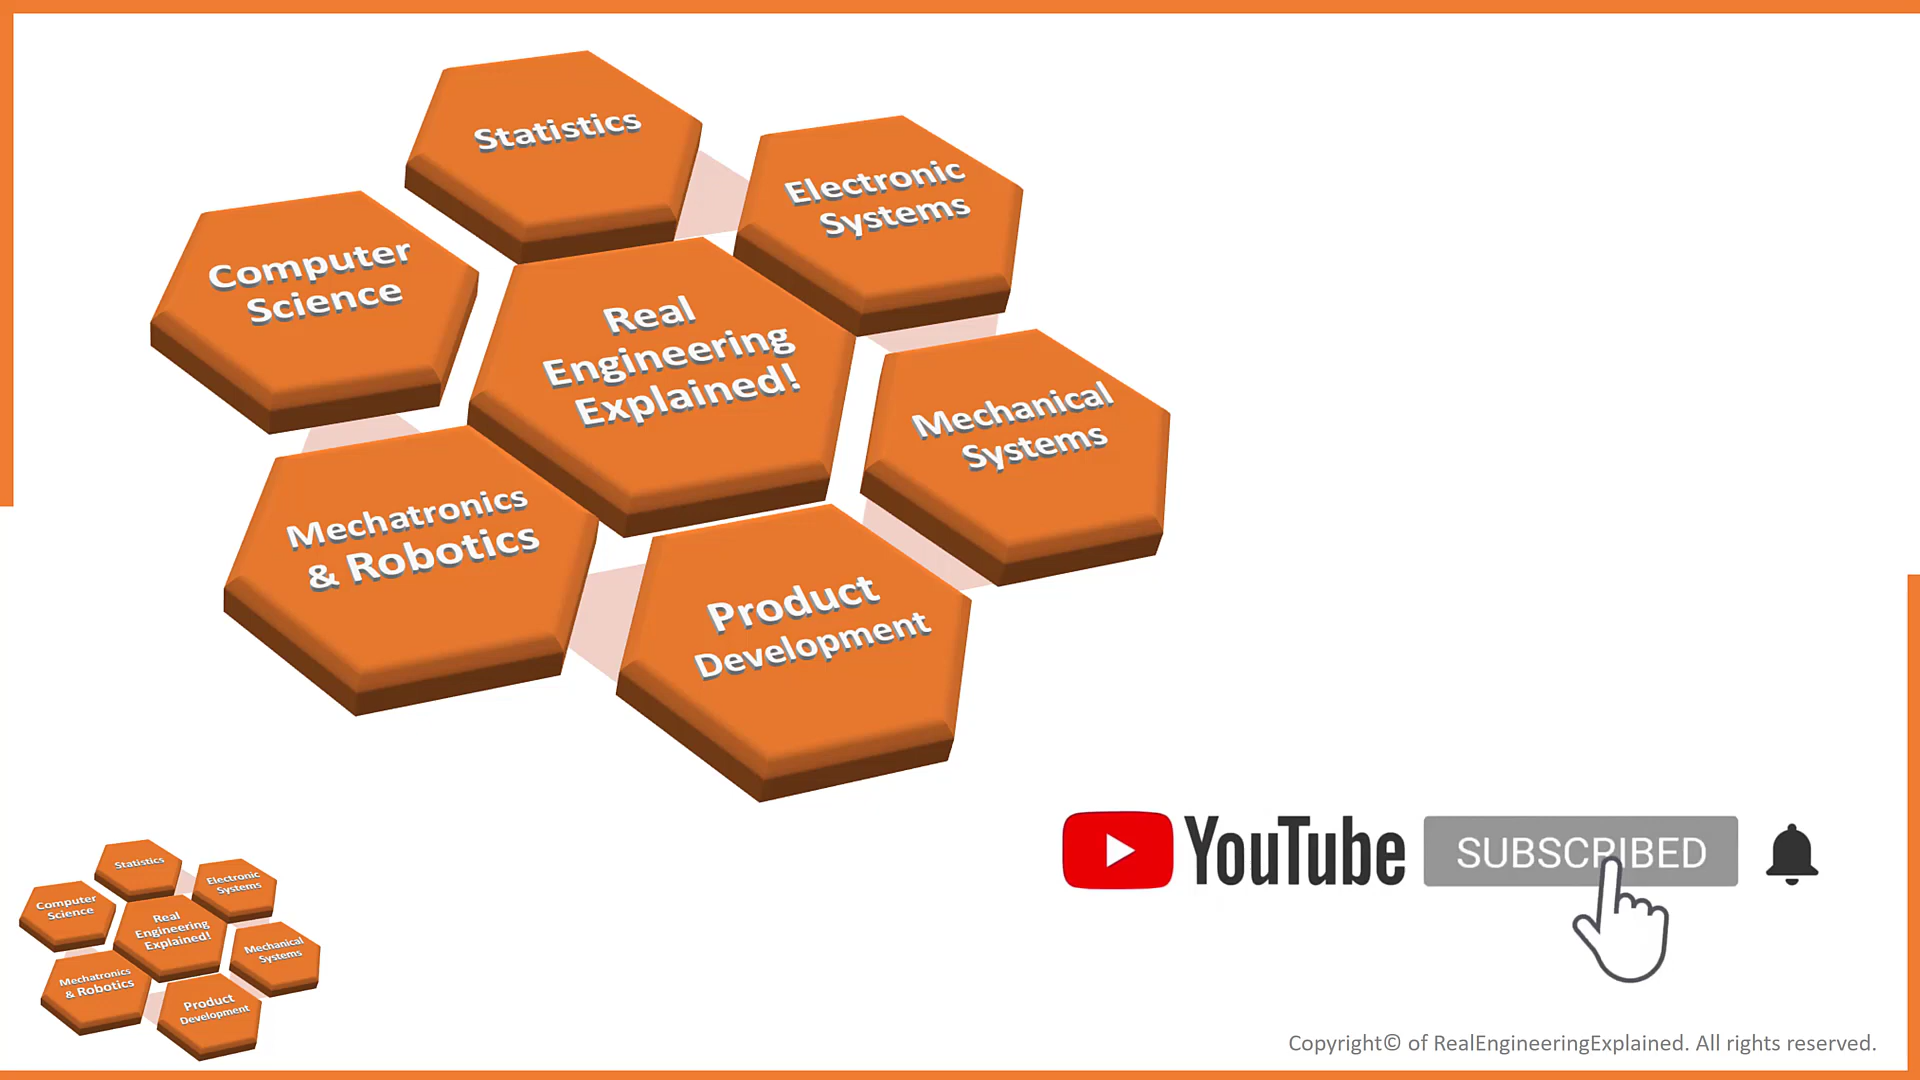 Statistics
Electronic
Systems
Computer
Science
Real
Engineering
Explained!
Mechanical
Systems
Mechatronics
& Robotics
Product
Development
YouTube
SUBSCRIBED
Statistics
Electronic
Systems
Computer
Science
Real
Engineering
Explained!
Mechanical
Systems
Mechatronics
& Robotics
Product
Development
Copyright© of RealEngineeringExplained. All rights reserved.